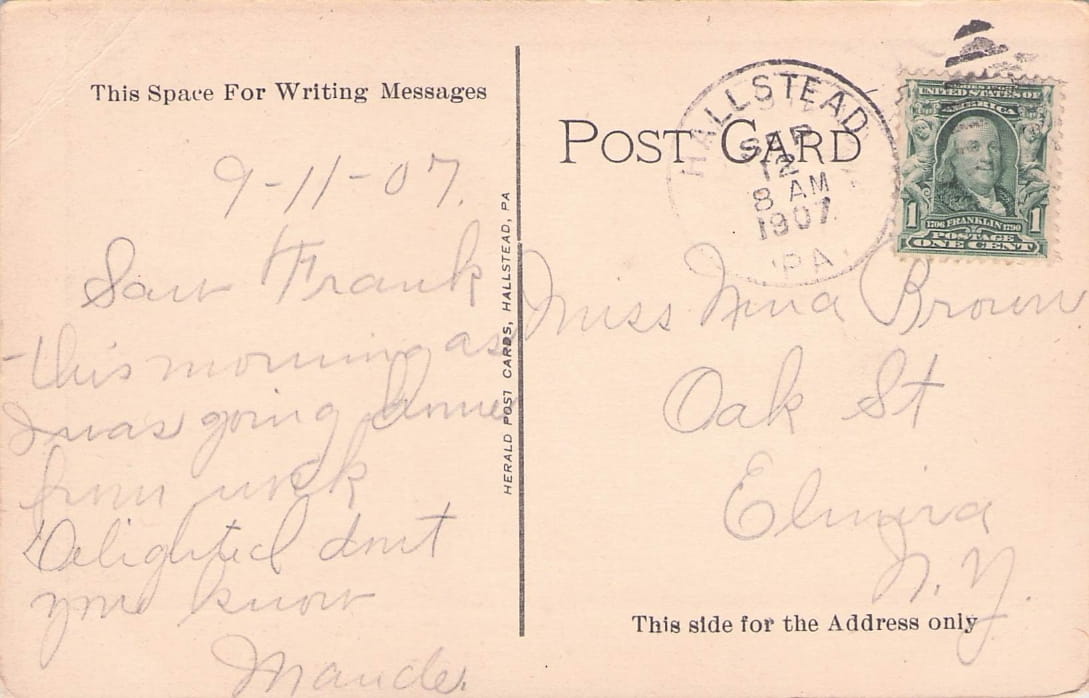 This Space For Writing Messages
9-11-07.
Saw Frank
this morning as
I was going home
from work
Delighted dont
you know
Maude.
HERALD POST CARDS, HALLSTEAD, PA
POST CARD
HALLSTEAD
SEP
12
8 AM
1907
PA.
UNITED STATES OF
AMERICA
1 1
1706 FRANKLIN 1790
POSTAGE
ONE CENT
Miss Nina Brown
Oak St
Elmira
N.Y.
This side for the Address only